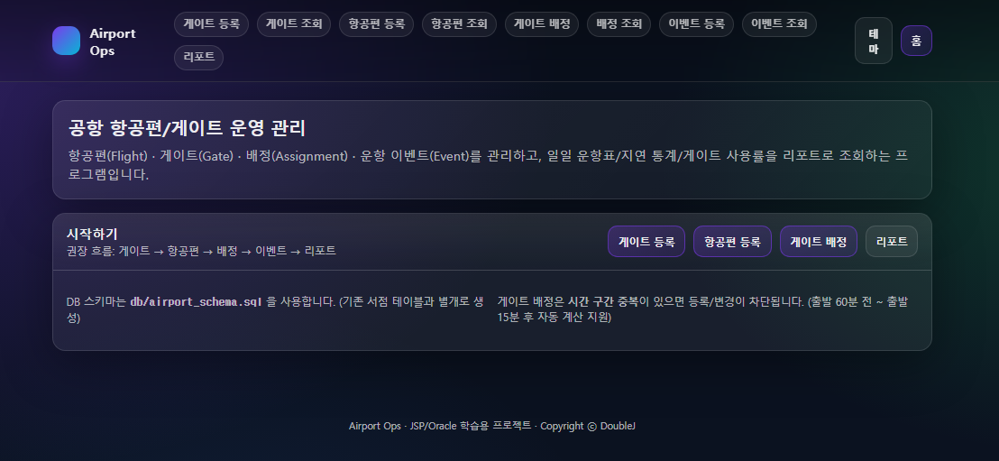 Airport
Ops
게이트 등록 게이트 조회 항공편 등록 항공편 조회 게이트 배정 배정 조회 이벤트 등록 이벤트 조회
리포트
테
마
홈
공항 항공편/게이트 운영 관리
항공편(Flight) · 게이트(Gate) · 배정(Assignment) · 운항 이벤트(Event)를 관리하고, 일일 운항표/지연 통계/게이트 사용률을 리포트로 조회하는 프
로그램입니다.
시작하기
권장 흐름: 게이트 → 항공편 → 배정 → 이벤트 → 리포트
게이트 등록 항공편 등록 게이트 배정 리포트
DB 스키마는 db/airport_schema.sql 을 사용합니다. (기존 서점 테이블과 별개로 생
성)
게이트 배정은 시간 구간 중복이 있으면 등록/변경이 차단됩니다. (출발 60분 전 ~ 출발
15분 후 자동 계산 지원)
Airport Ops · JSP/Oracle 학습용 프로젝트 · Copyright © DoubleJ